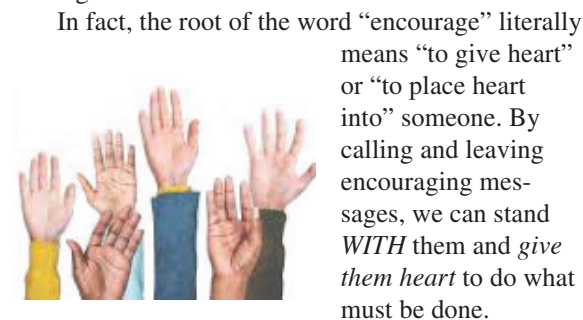 In fact, the root of the word “encourage” literally
means “to give heart”
or “to place heart
into” someone. By
calling and leaving
encouraging mes-
sages, we can stand
WITH them and give
them heart to do what
must be done.